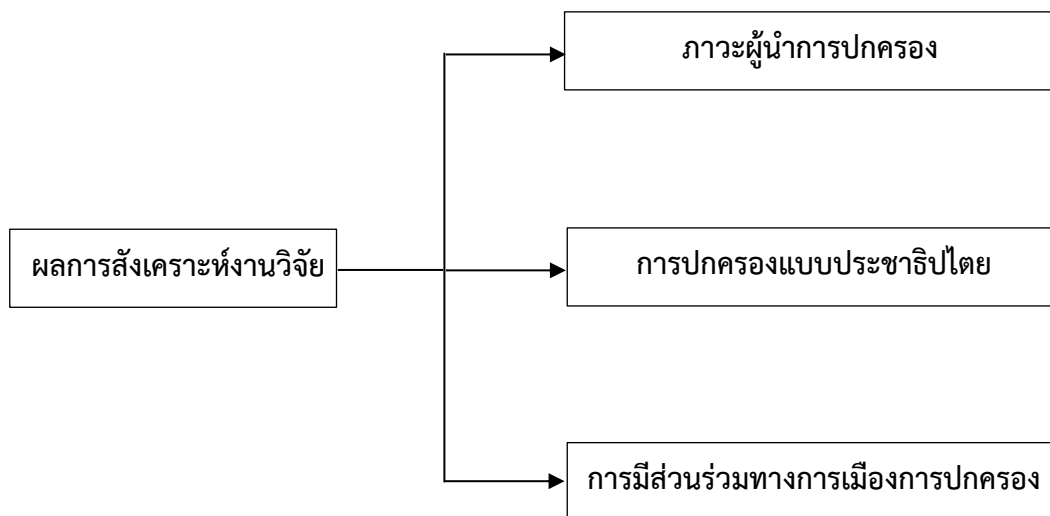 ภาวะผู้นำการปกครอง
ผลการสังเคราะห์งานวิจัย
การปกครองแบบประชาธิปไตย
การมีส่วนร่วมทางการเมืองการปกครอง